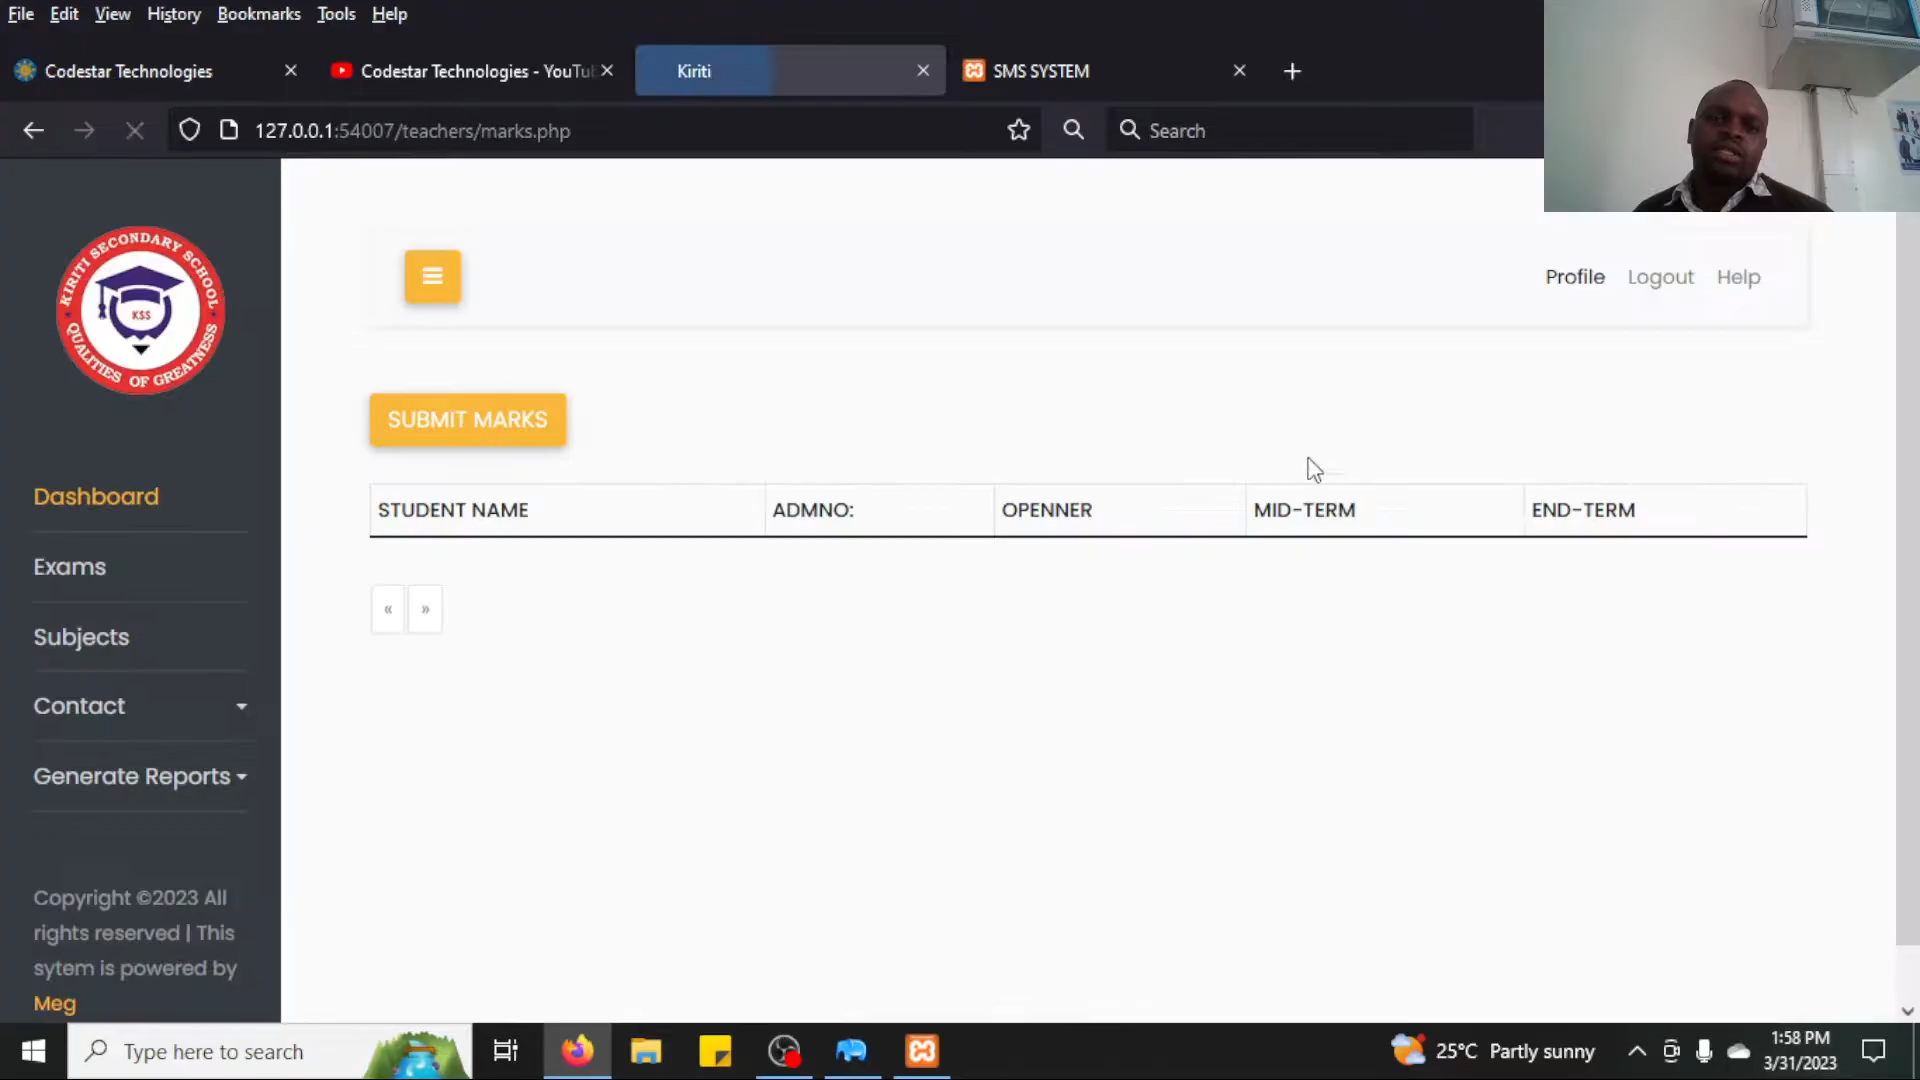 File Edit View History Bookmarks Tools Help
Codestar Technologies
Codestar Technologies - YouTu
Kiriti
SMS SYSTEM
127.0.0.1:54007/teachers/marks.php
Search
KIRITI SECONDARY SCHOOL
KSS
QUALITIES OF GREATNESS
Profile Logout Help
SUBMIT MARKS
STUDENT NAME ADMNO: OPENNER MID-TERM END-TERM
« »
Dashboard
Exams
Subjects
Contact
Generate Reports
Copyright ©2023 All
rights reserved | This
sytem is powered by
Meg
Type here to search
25°C Partly sunny
1:58 PM
3/31/2023